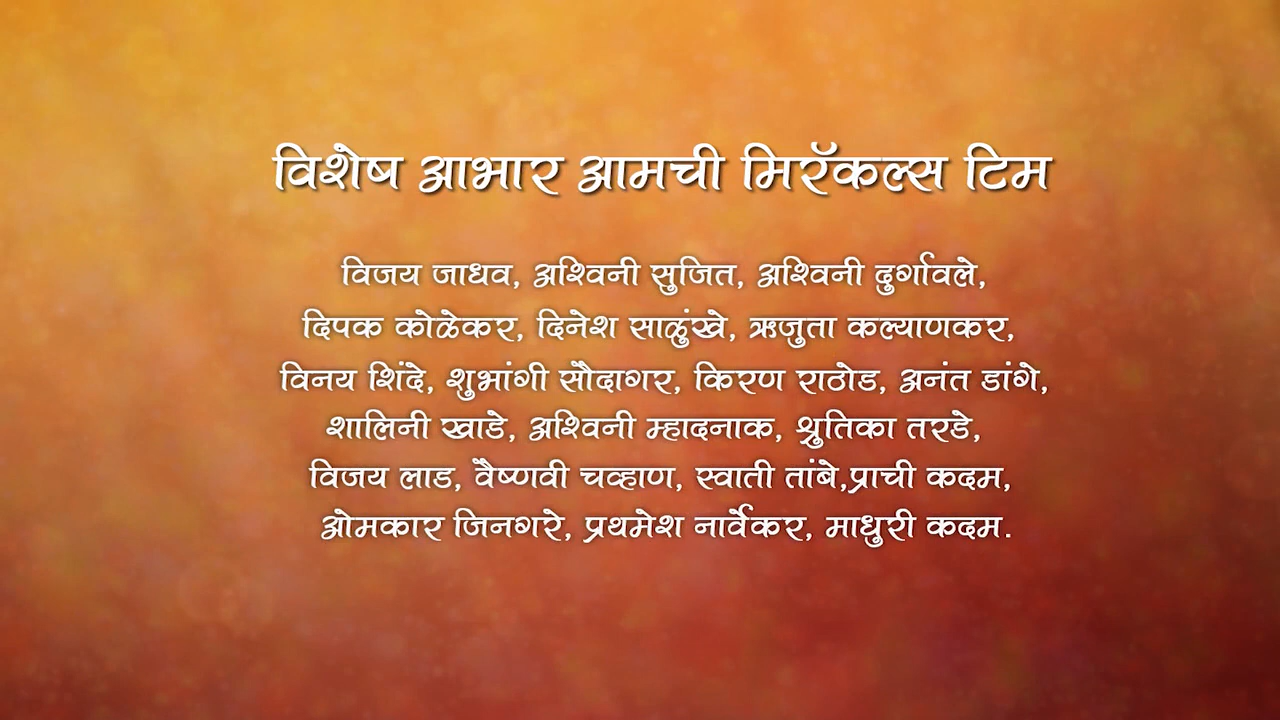 विशेष आभार आमची मिरॅकल्स टिम
विजय जाधव, अश्विनी सुजित, अश्विनी दुर्गावले,
दिपक कोळेकर, दिनेश साळुंखे, ऋजुता कल्याणकर,
विनय शिंदे, शुभांगी सौदागर, किरण राठोड, अनंत डांगे,
शालिनी खाडे, अश्विनी म्हादनाक, श्रुतिका तरडे,
विजय लाड, वैष्णवी चव्हाण, स्वाती तांबे,प्राची कदम,
ओमकार जिनगरे, प्रथमेश नार्वेकर, माधुरी कदम.